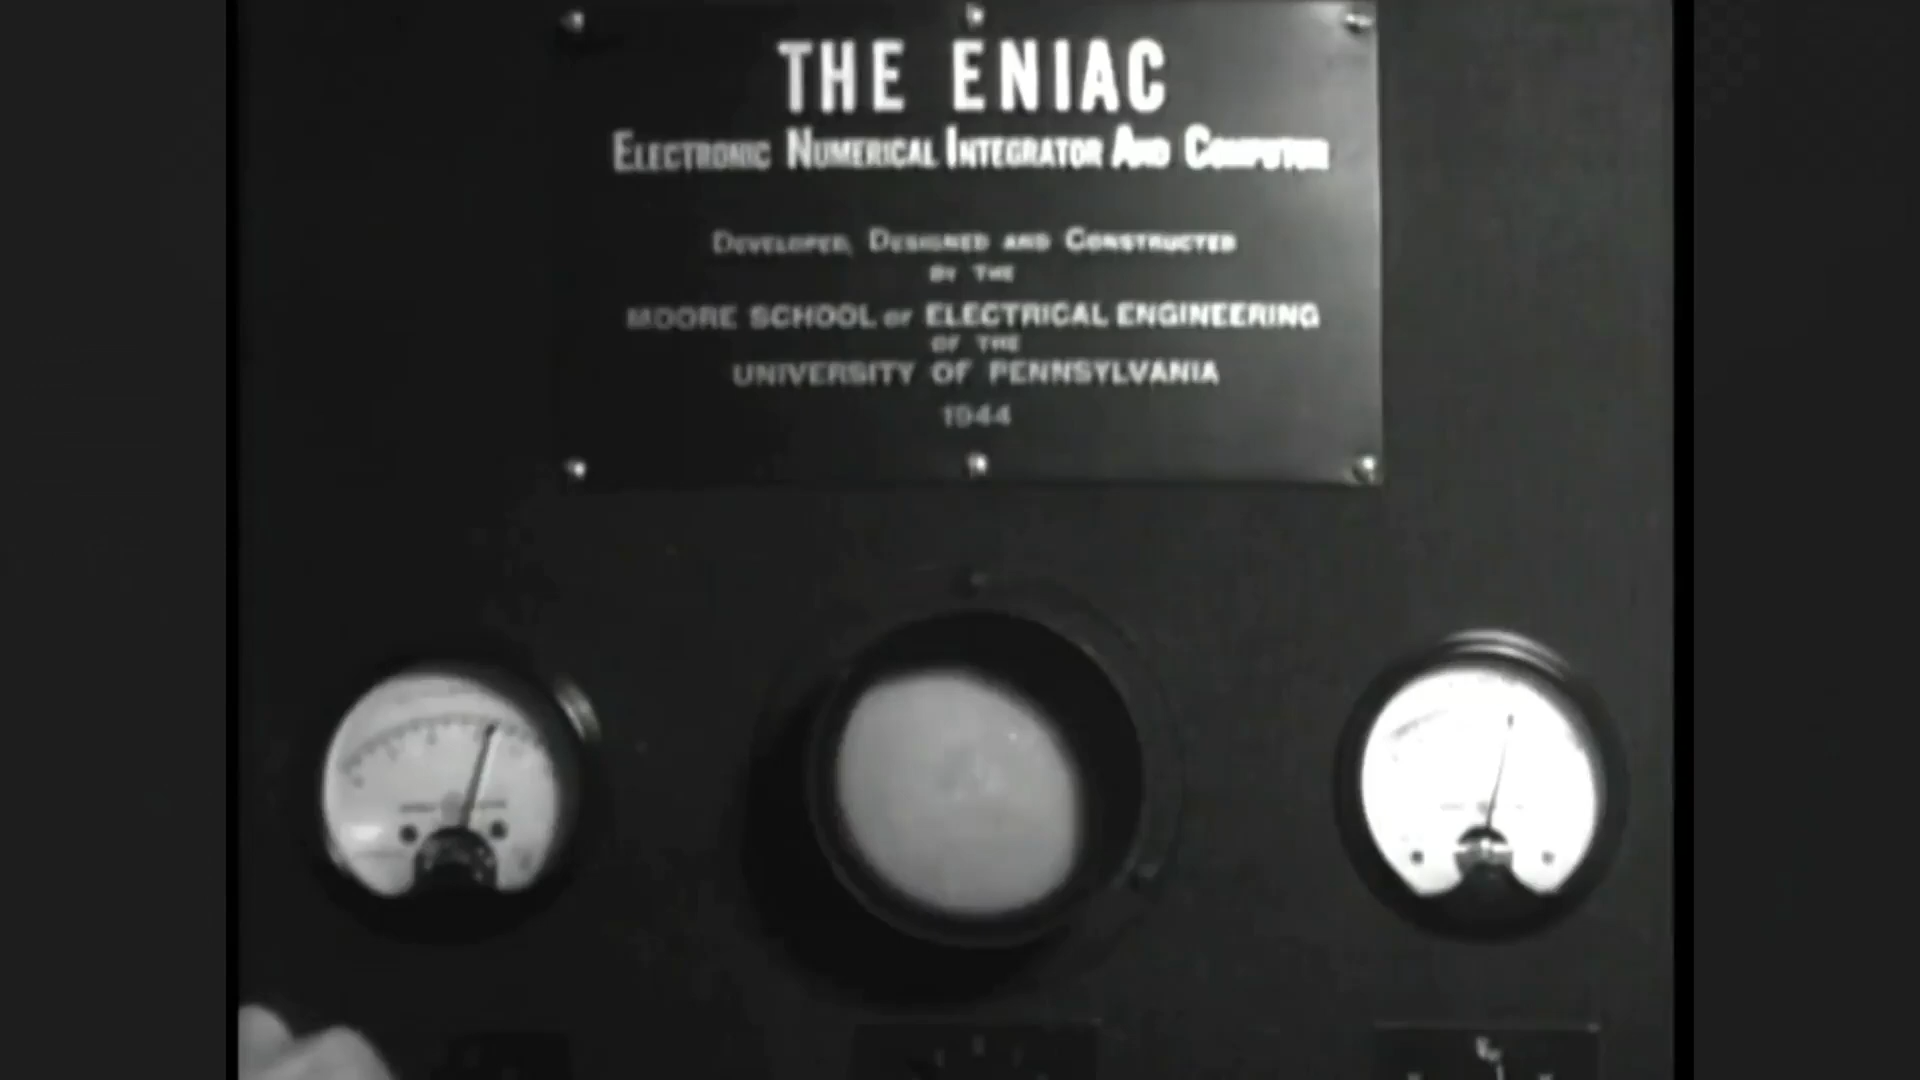 THE ENIAC
ELECTRONIC NUMERICAL INTEGRATOR AND COMPUTER
DEVELOPED, DESIGNED AND CONSTRUCTED
BY THE
MOORE SCHOOL OF ELECTRICAL ENGINEERING
OF THE
UNIVERSITY OF PENNSYLVANIA
1944